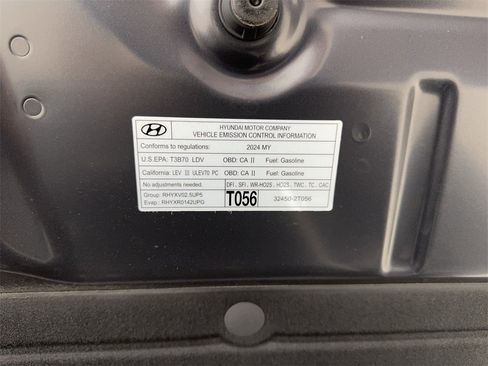 HYUNDAI MOTOR COMPANY
VEHICLE EMISSION CONTROL INFORMATION
Conforms to regulations: 2024 MY
U.S.EPA: T3B70 LDV OBD: CA II Fuel: Gasoline
California: LEV III ULEV70 PC OBD: CA II Fuel: Gasoline
No adjustments needed. DFI , SFI , WR-HO2S , HO2S , TWC , TC , CAC
Group: RHYXV02.5UP5
Evap.: RHYXR0142UPG
T056 32450-2T056